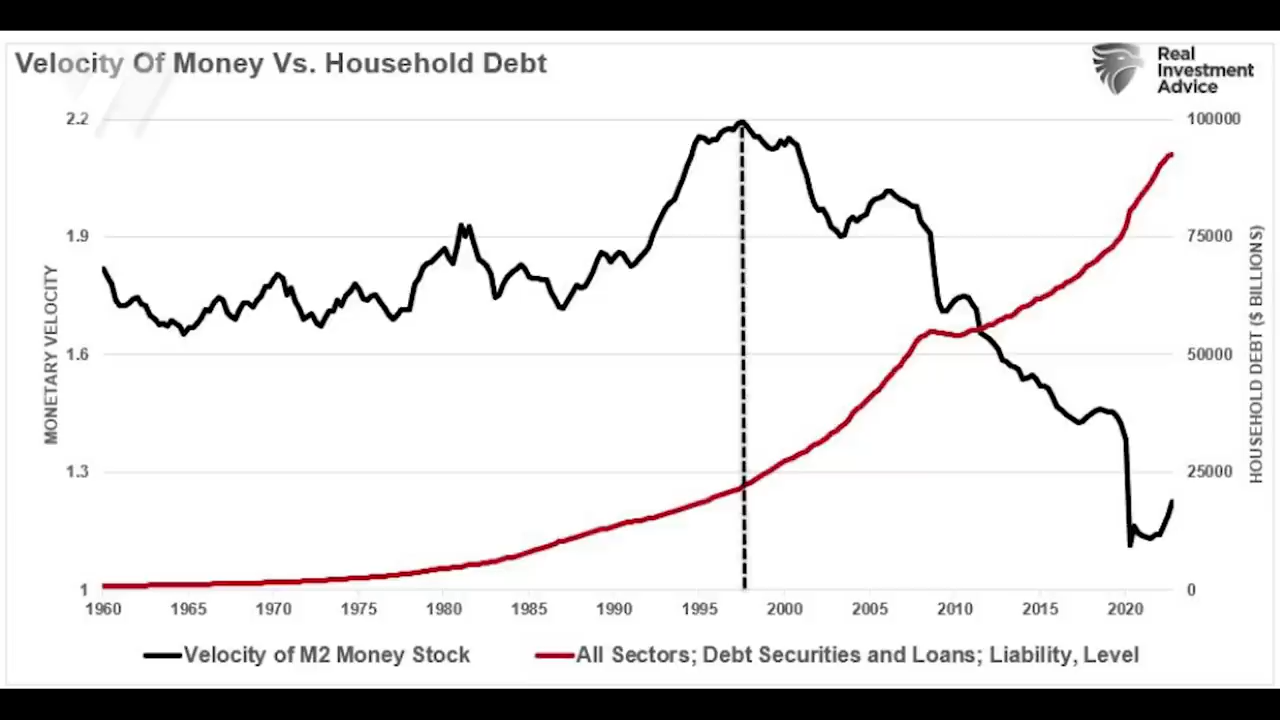 Velocity Of Money Vs. Household Debt
Real
Investment
Advice
2.2
1.9
1.6
1.3
1
MONETARY VELOCITY
100000
75000
50000
25000
0
HOUSEHOLD DEBT ($ BILLIONS)
1960 1965 1970 1975 1980 1985 1990 1995 2000 2005 2010 2015 2020
Velocity of M2 Money Stock
All Sectors; Debt Securities and Loans; Liability, Level